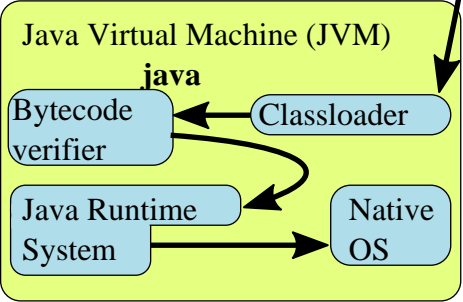 Java Virtual Machine (JVM)
java
Bytecode
verifier
Classloader
Java Runtime
System
Native
OS